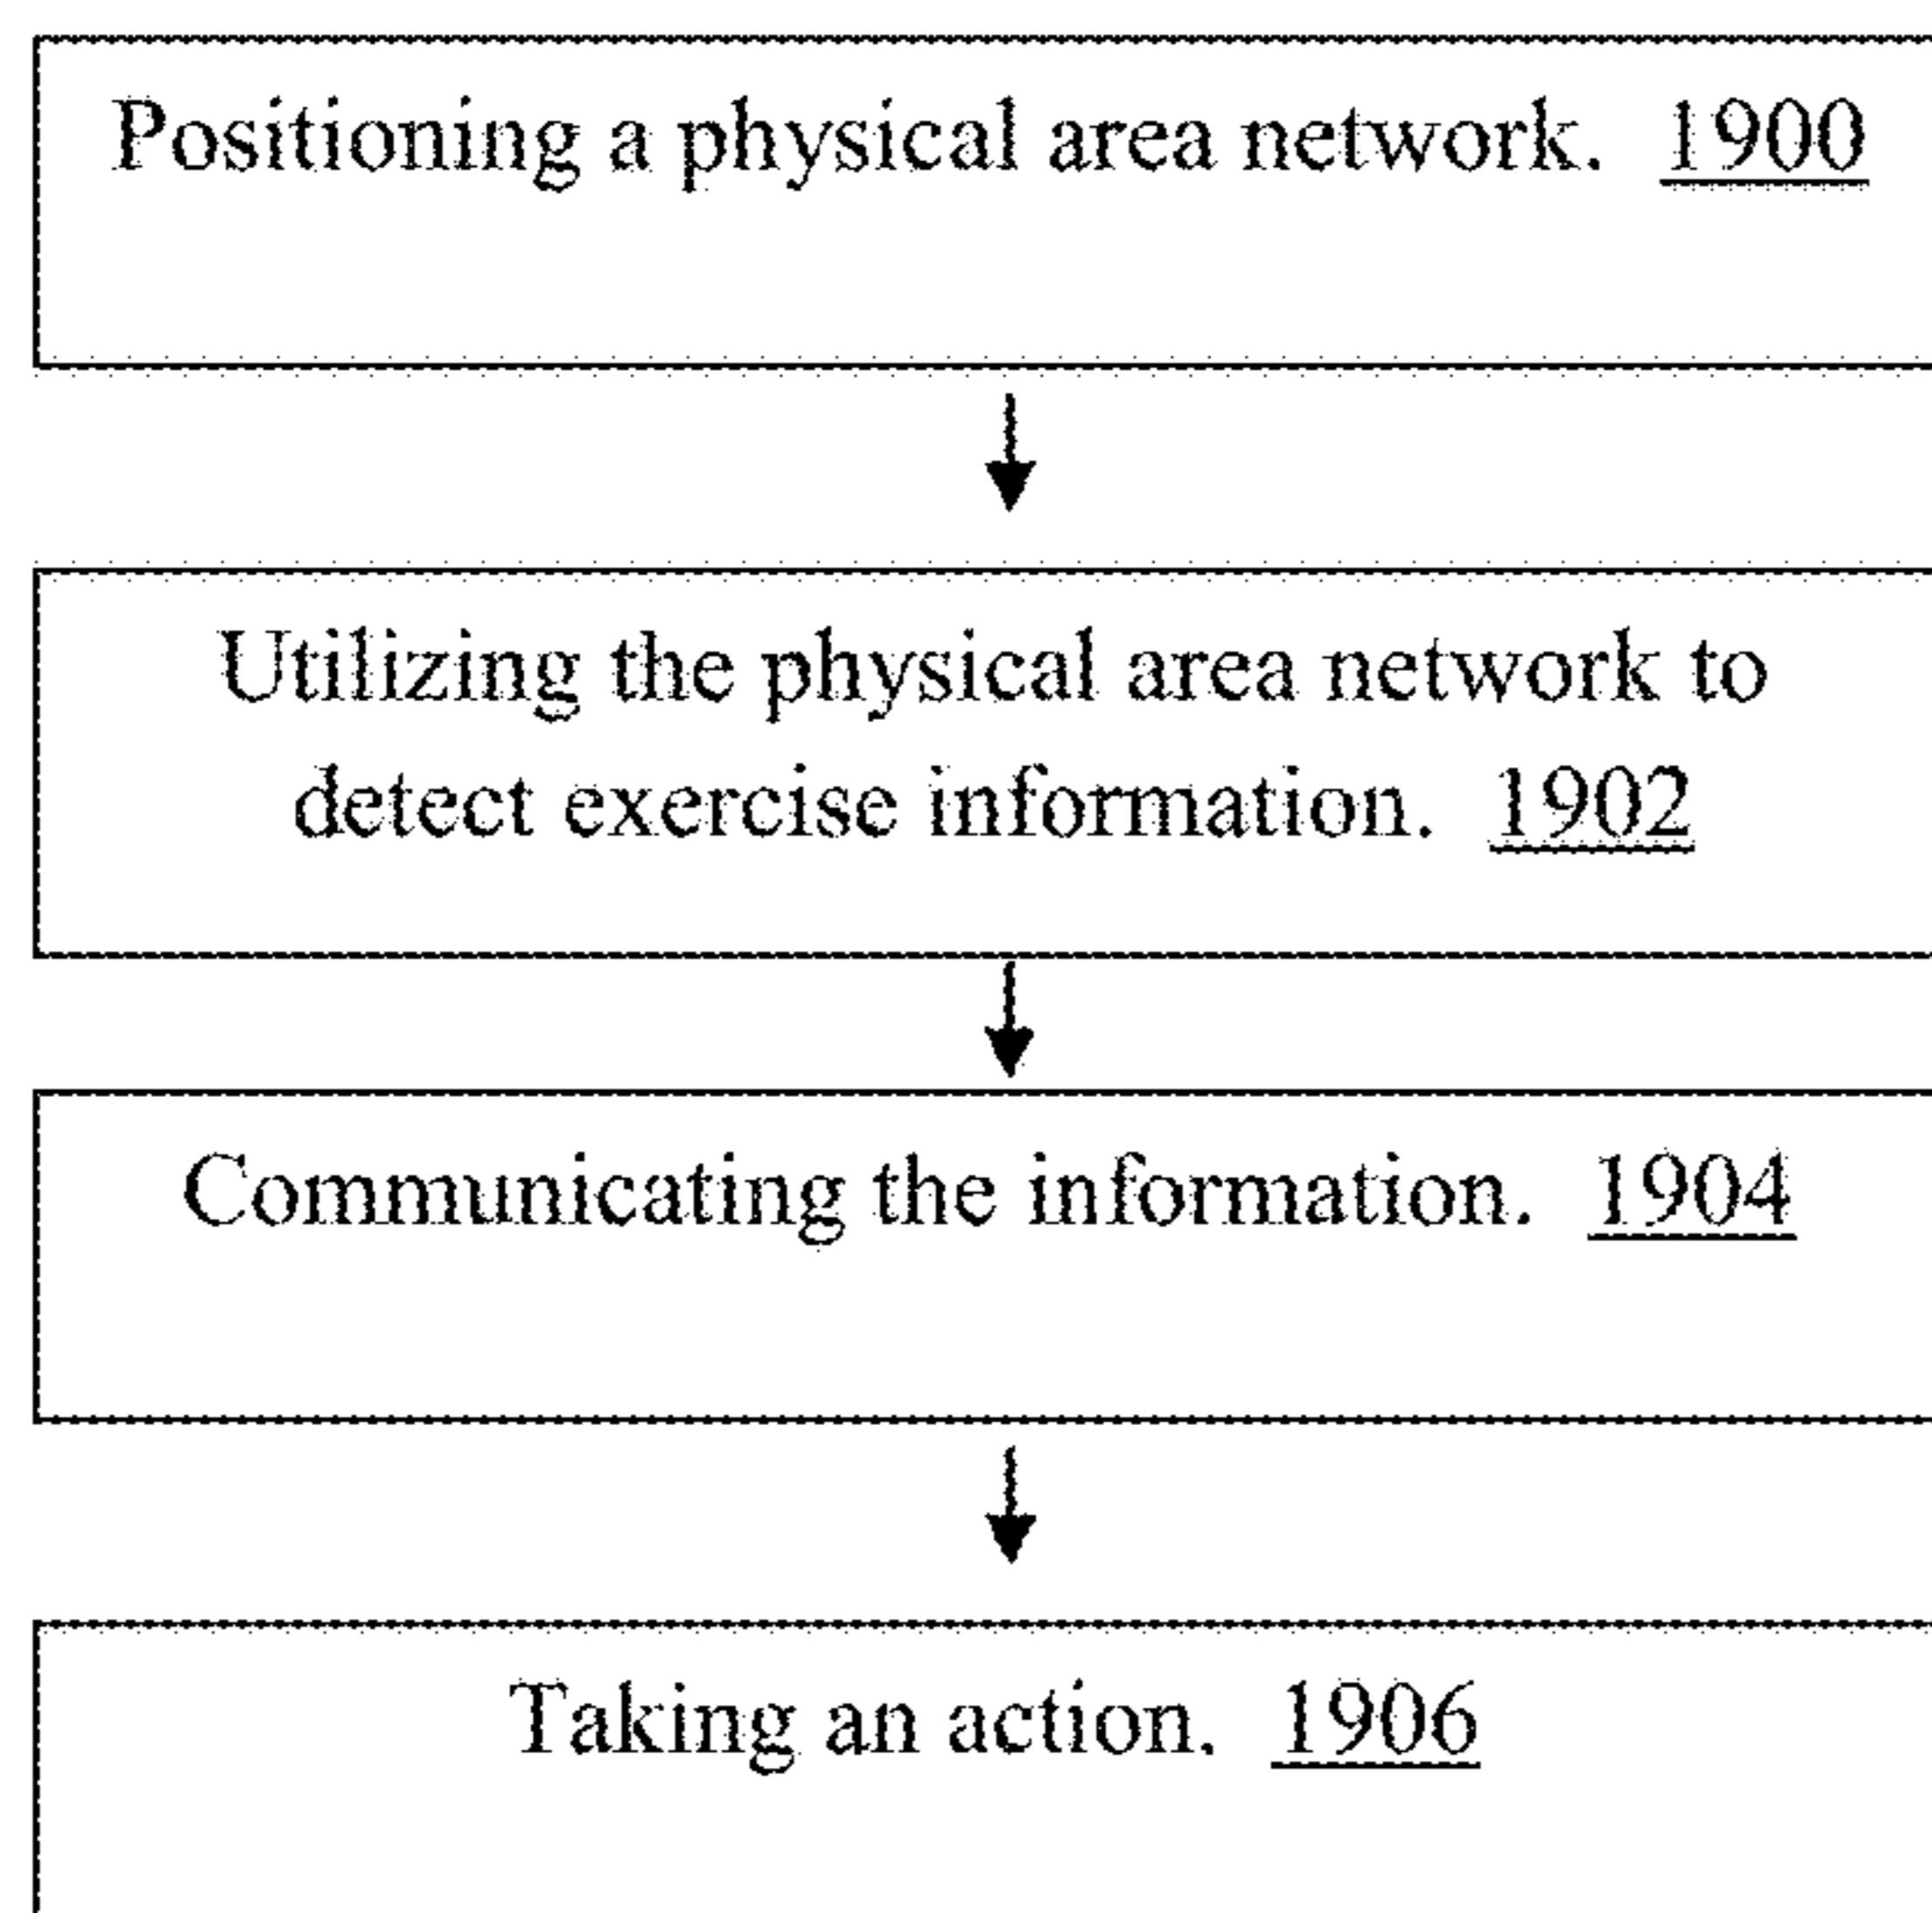 Positioning a physical area network. 1900
Utilizing the physical area network to
detect exercise information. 1902
Communicating the information. 1904
Taking an action. 1906